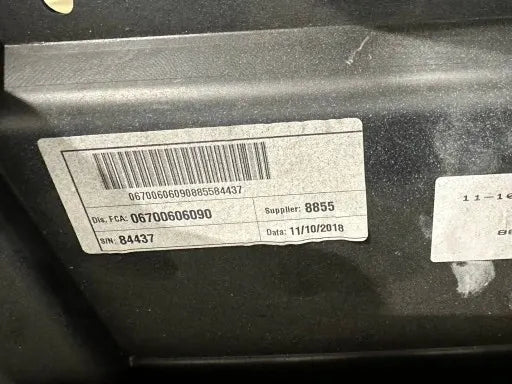 06700606090885584437
Dis. FCA: 06700606090
Supplier: 8855
S/N: 84437
Data: 11/10/2018